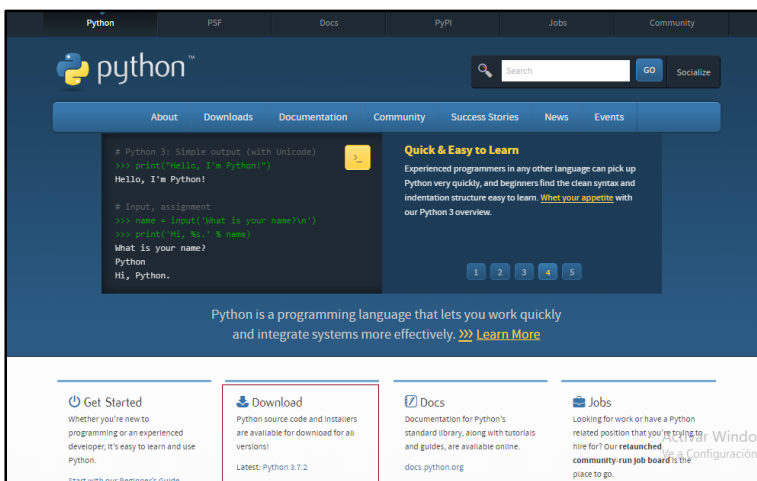 Python PSF Docs PyPI Jobs Community
python™
Search GO Socialize
About Downloads Documentation Community Success Stories News Events
# Python 3: Simple output (with Unicode)
>>> print("Hello, I'm Python!")
Hello, I'm Python!
# Input, assignment
>>> name = input('What is your name?\n')
>>> print('Hi, %s.' % name)
What is your name?
Python
Hi, Python.
>_
Quick & Easy to Learn
Experienced programmers in any other language can pick up
Python very quickly, and beginners find the clean syntax and
indentation structure easy to learn. Whet your appetite with
our Python 3 overview.
1 2 3 4 5
Python is a programming language that lets you work quickly
and integrate systems more effectively. >>> Learn More
Get Started
Whether you're new to
programming or an experienced
developer, it's easy to learn and use
Python.
Start with our Beginner's Guide
Download
Python source code and installers
are available for download for all
versions!
Latest: Python 3.7.2
Docs
Documentation for Python's
standard library, along with tutorials
and guides, are available online.
docs.python.org
Jobs
Looking for work or have a Python
related position that you're trying to
hire for? Our relaunched
community-run job board is the
place to go.
Activar Windo
Ve a Configuración